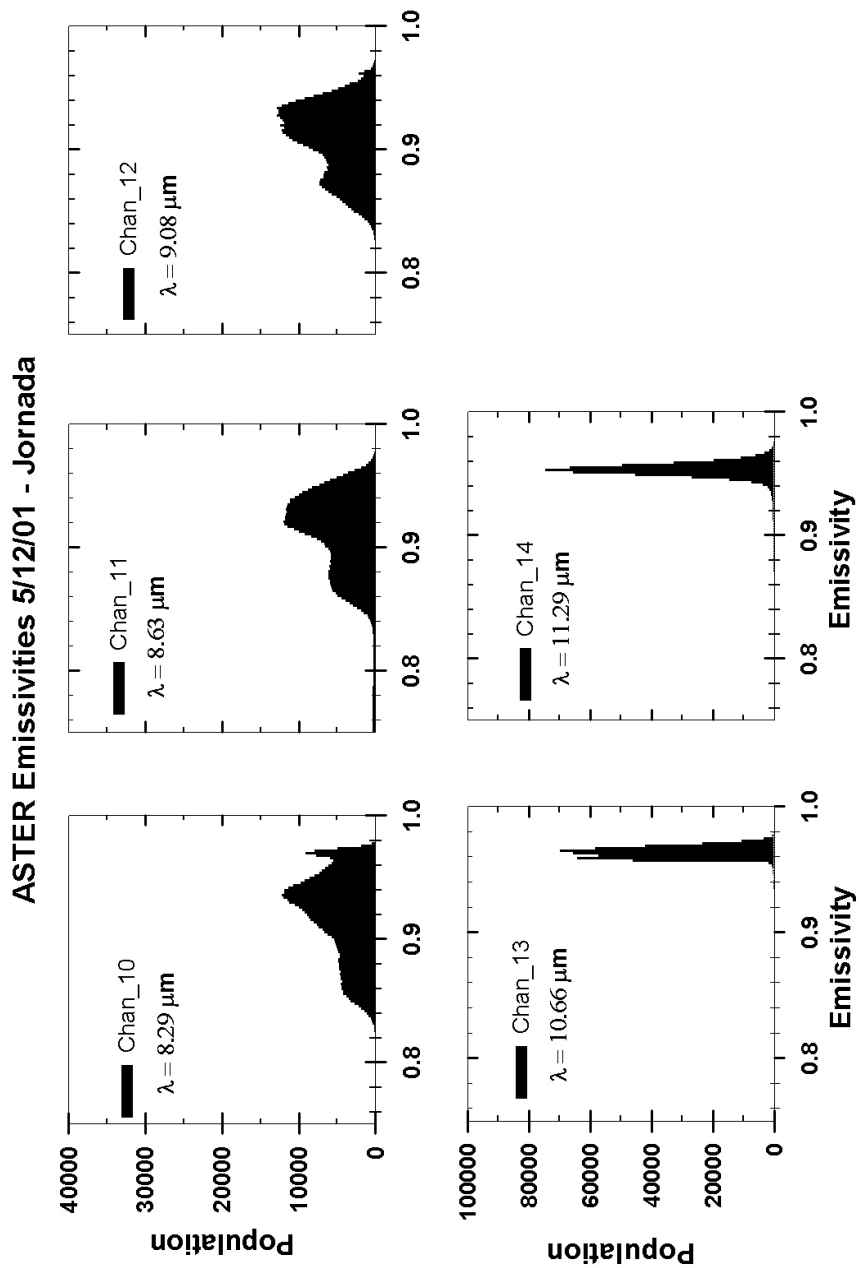 ASTER Emissivities 5/12/01 - Jornada
Population
40000
30000
20000
10000
0
Chan_10
λ = 8.29 µm
0.8
0.9
1.0
Chan_11
λ = 8.63 µm
0.8
0.9
1.0
Chan_12
λ = 9.08 µm
0.8
0.9
1.0
Population
100000
80000
60000
40000
20000
0
Chan_13
λ = 10.66 µm
0.8
0.9
1.0
Emissivity
Chan_14
λ = 11.29 µm
0.8
0.9
1.0
Emissivity